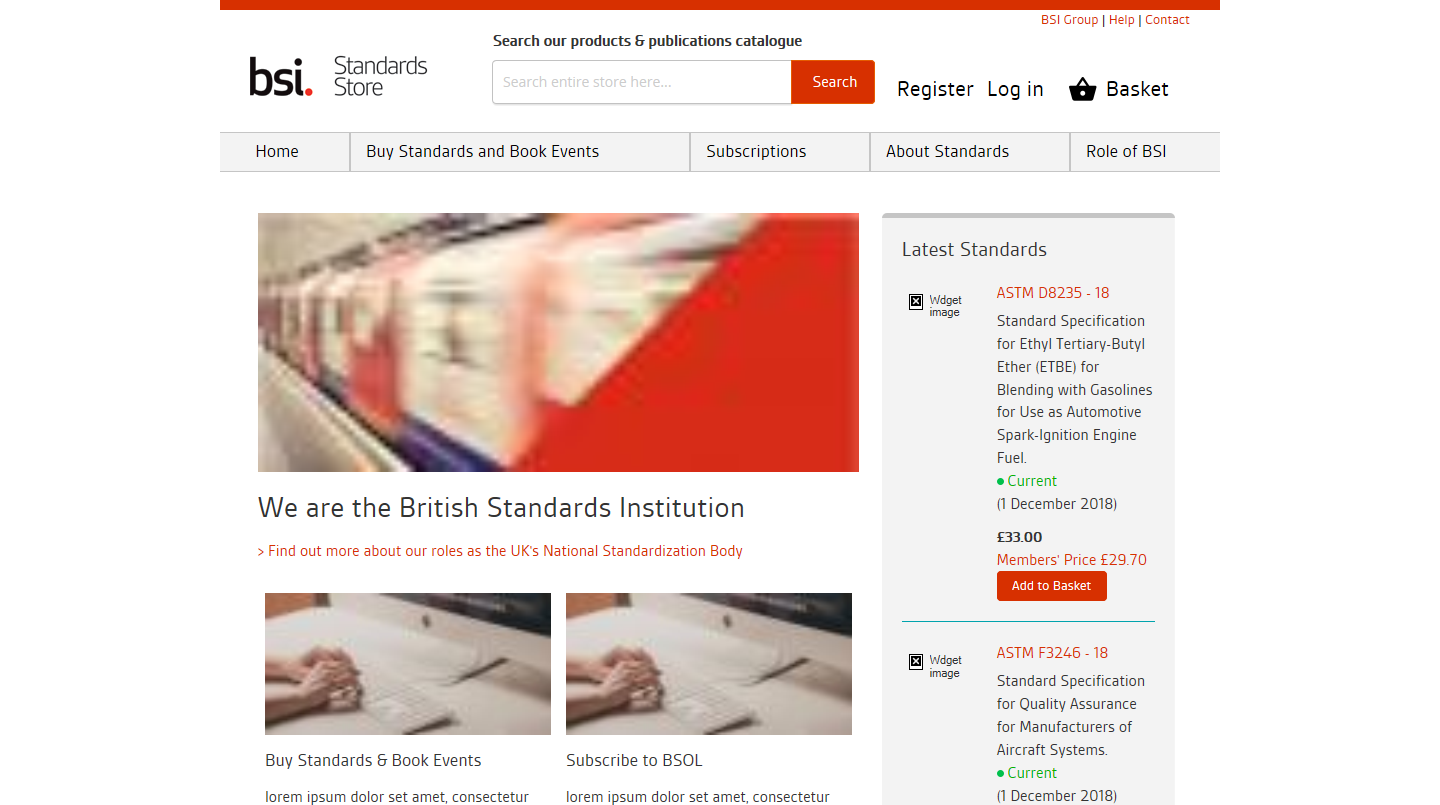 BSI Group | Help | Contact
Search our products & publications catalogue
bsi. Standards
Store
Search entire store here...
Search
Register Log in Basket
Home
Buy Standards and Book Events
Subscriptions
About Standards
Role of BSI
We are the British Standards Institution
> Find out more about our roles as the UK's National Standardization Body
Buy Standards & Book Events
lorem ipsum dolor set amet, consectetur
Subscribe to BSOL
lorem ipsum dolor set amet, consectetur
Latest Standards
Wdget
image
ASTM D8235 - 18
Standard Specification
for Ethyl Tertiary-Butyl
Ether (ETBE) for
Blending with Gasolines
for Use as Automotive
Spark-Ignition Engine
Fuel.
Current
(1 December 2018)
£33.00
Members' Price £29.70
Add to Basket
Wdget
image
ASTM F3246 - 18
Standard Specification
for Quality Assurance
for Manufacturers of
Aircraft Systems.
Current
(1 December 2018)